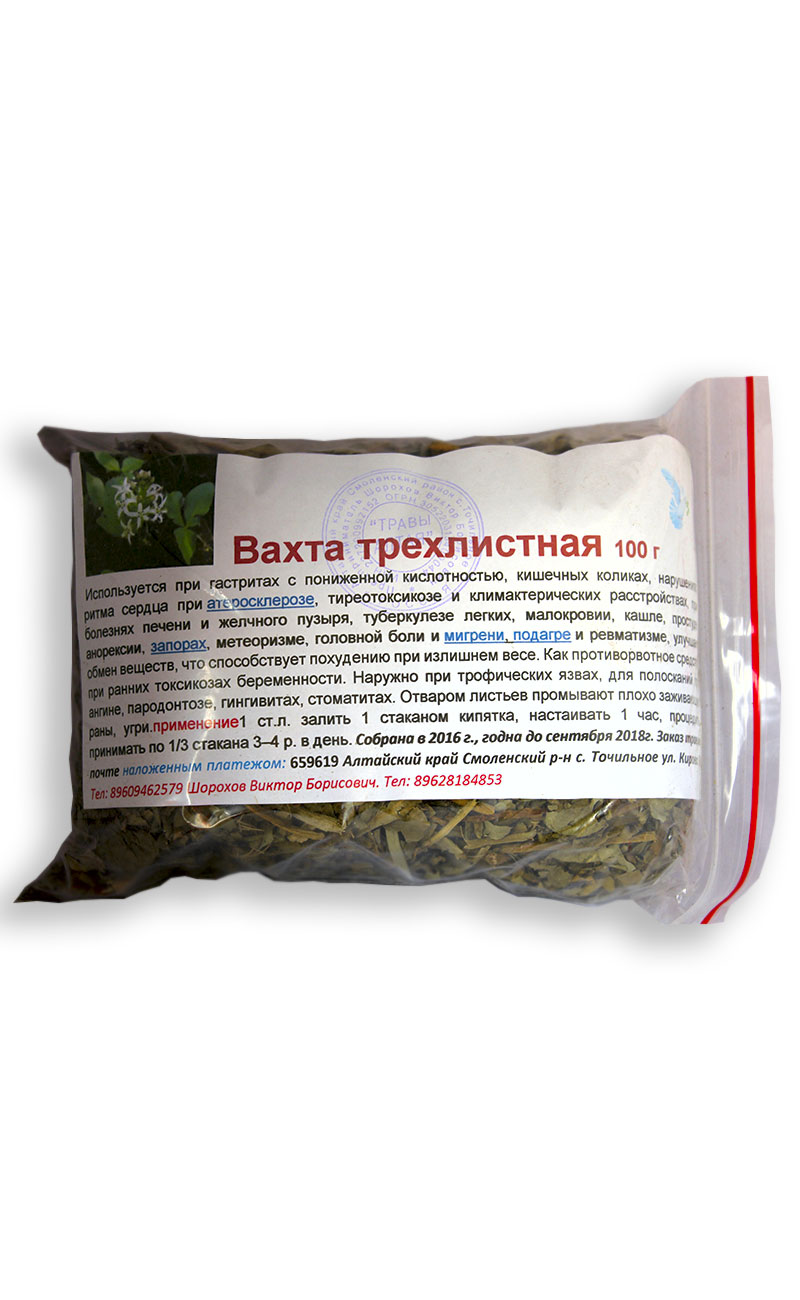 "ТРАВЫ
Вахта трехлистная 100 г
Используется при гастритах с пониженной кислотностью, кишечных коликах,
ритма сердца при атеросклерозе, тиреотоксикозе и климактерических расстройствах,
болезнях печени и желчного пузыря, туберкулезе легких, малокровии, кашле,
анорексии, запорах, метеоризме, головной боли и мигрени, подагре и ревматизме,
обмен веществ, что способствует похудению при излишнем весе. Как противорвотное
при ранних токсикозах беременности. Наружно при трофических язвах, для полосканий
ангине, пародонтозе, гингивитах, стоматитах. Отваром листьев промывают плохо
раны, угри.применение1 ст.л. залить 1 стаканом кипятка, настаивать 1 час,
принимать по 1/3 стакана 3–4 р. в день. Собрана в 2016 г., годна до сентября 2018г. Заказ
почте наложенным платежом: 659619 Алтайский край Смоленский р-н с. Точильное ул.
Тел: 89609462579 Шорохов Виктор Борисович. Тел: 89628184853